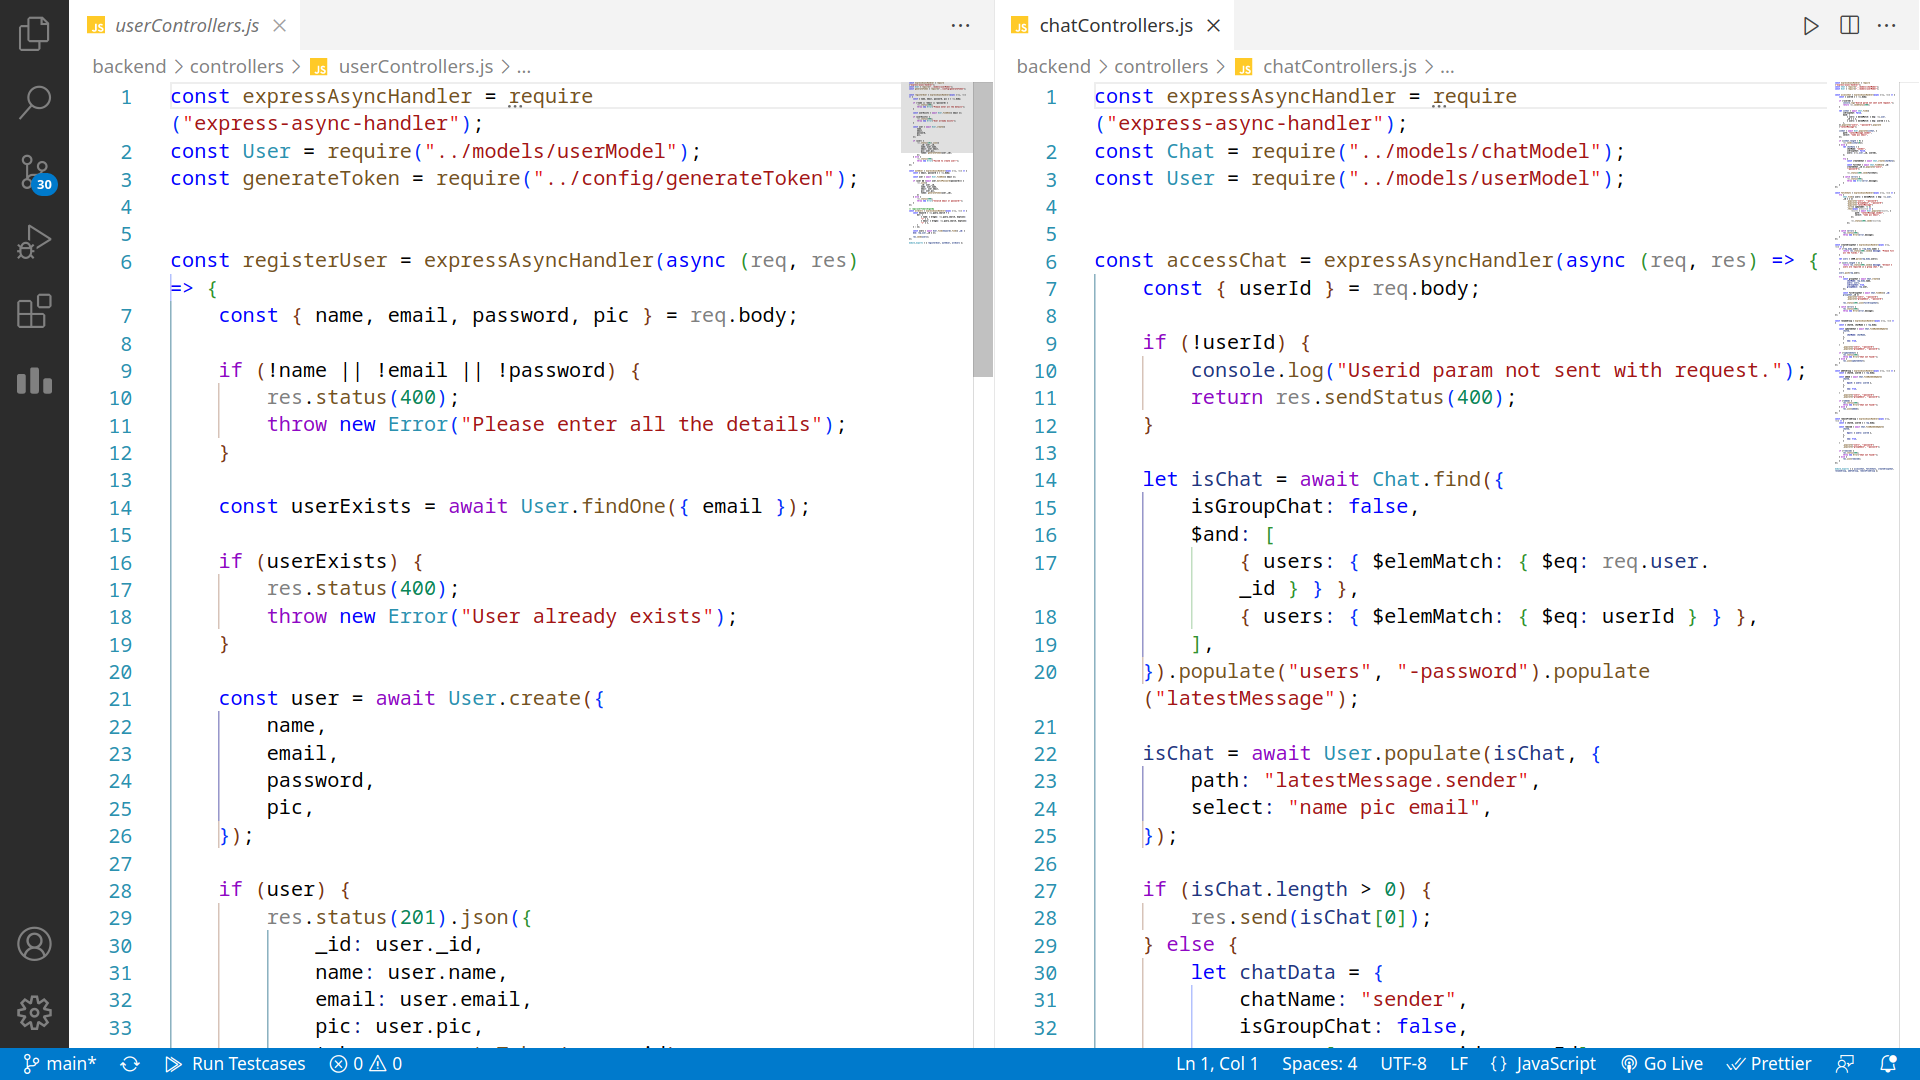 userControllers.js
backend > controllers > JS userControllers.js > ...
1 const expressAsyncHandler = require
("express-async-handler");
2 const User = require("../models/userModel");
3 const generateToken = require("../config/generateToken");
4
5
6 const registerUser = expressAsyncHandler(async (req, res)
=> {
7 const { name, email, password, pic } = req.body;
8
9 if (!name || !email || !password) {
10 res.status(400);
11 throw new Error("Please enter all the details");
12 }
13
14 const userExists = await User.findOne({ email });
15
16 if (userExists) {
17 res.status(400);
18 throw new Error("User already exists");
19 }
20
21 const user = await User.create({
22 name,
23 email,
24 password,
25 pic,
26 });
27
28 if (user) {
29 res.status(201).json({
30 _id: user._id,
31 name: user.name,
32 email: user.email,
33 pic: user.pic,
chatControllers.js
backend > controllers > JS chatControllers.js > ...
1 const expressAsyncHandler = require
("express-async-handler");
2 const Chat = require("../models/chatModel");
3 const User = require("../models/userModel");
4
5
6 const accessChat = expressAsyncHandler(async (req, res) => {
7 const { userId } = req.body;
8
9 if (!userId) {
10 console.log("Userid param not sent with request.");
11 return res.sendStatus(400);
12 }
13
14 let isChat = await Chat.find({
15 isGroupChat: false,
16 $and: [
17 { users: { $elemMatch: { $eq: req.user.
_id } } },
18 { users: { $elemMatch: { $eq: userId } } },
19 ],
20 }).populate("users", "-password").populate
("latestMessage");
21
22 isChat = await User.populate(isChat, {
23 path: "latestMessage.sender",
24 select: "name pic email",
25 });
26
27 if (isChat.length > 0) {
28 res.send(isChat[0]);
29 } else {
30 let chatData = {
31 chatName: "sender",
32 isGroupChat: false,
30
main* Run Testcases 0 0 Ln 1, Col 1 Spaces: 4 UTF-8 LF {} JavaScript Go Live Prettier